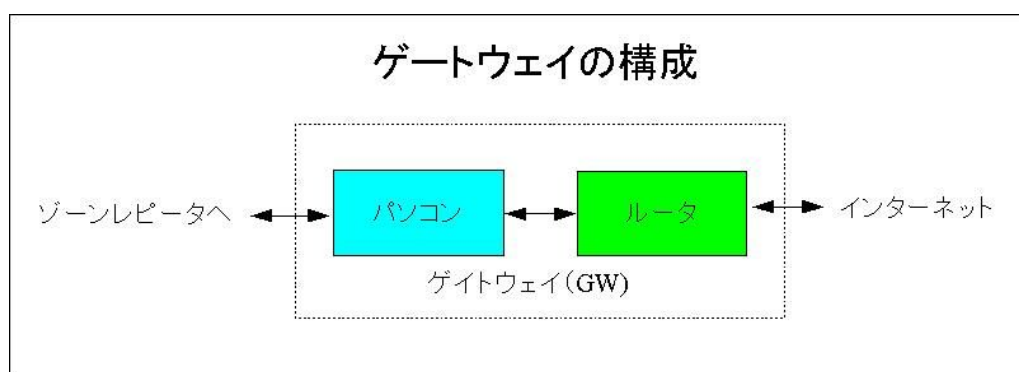 ゲートウェイの構成
ゾーンレピータへ
パソコン
ルータ
インターネット
ゲイトウェイ(GW)